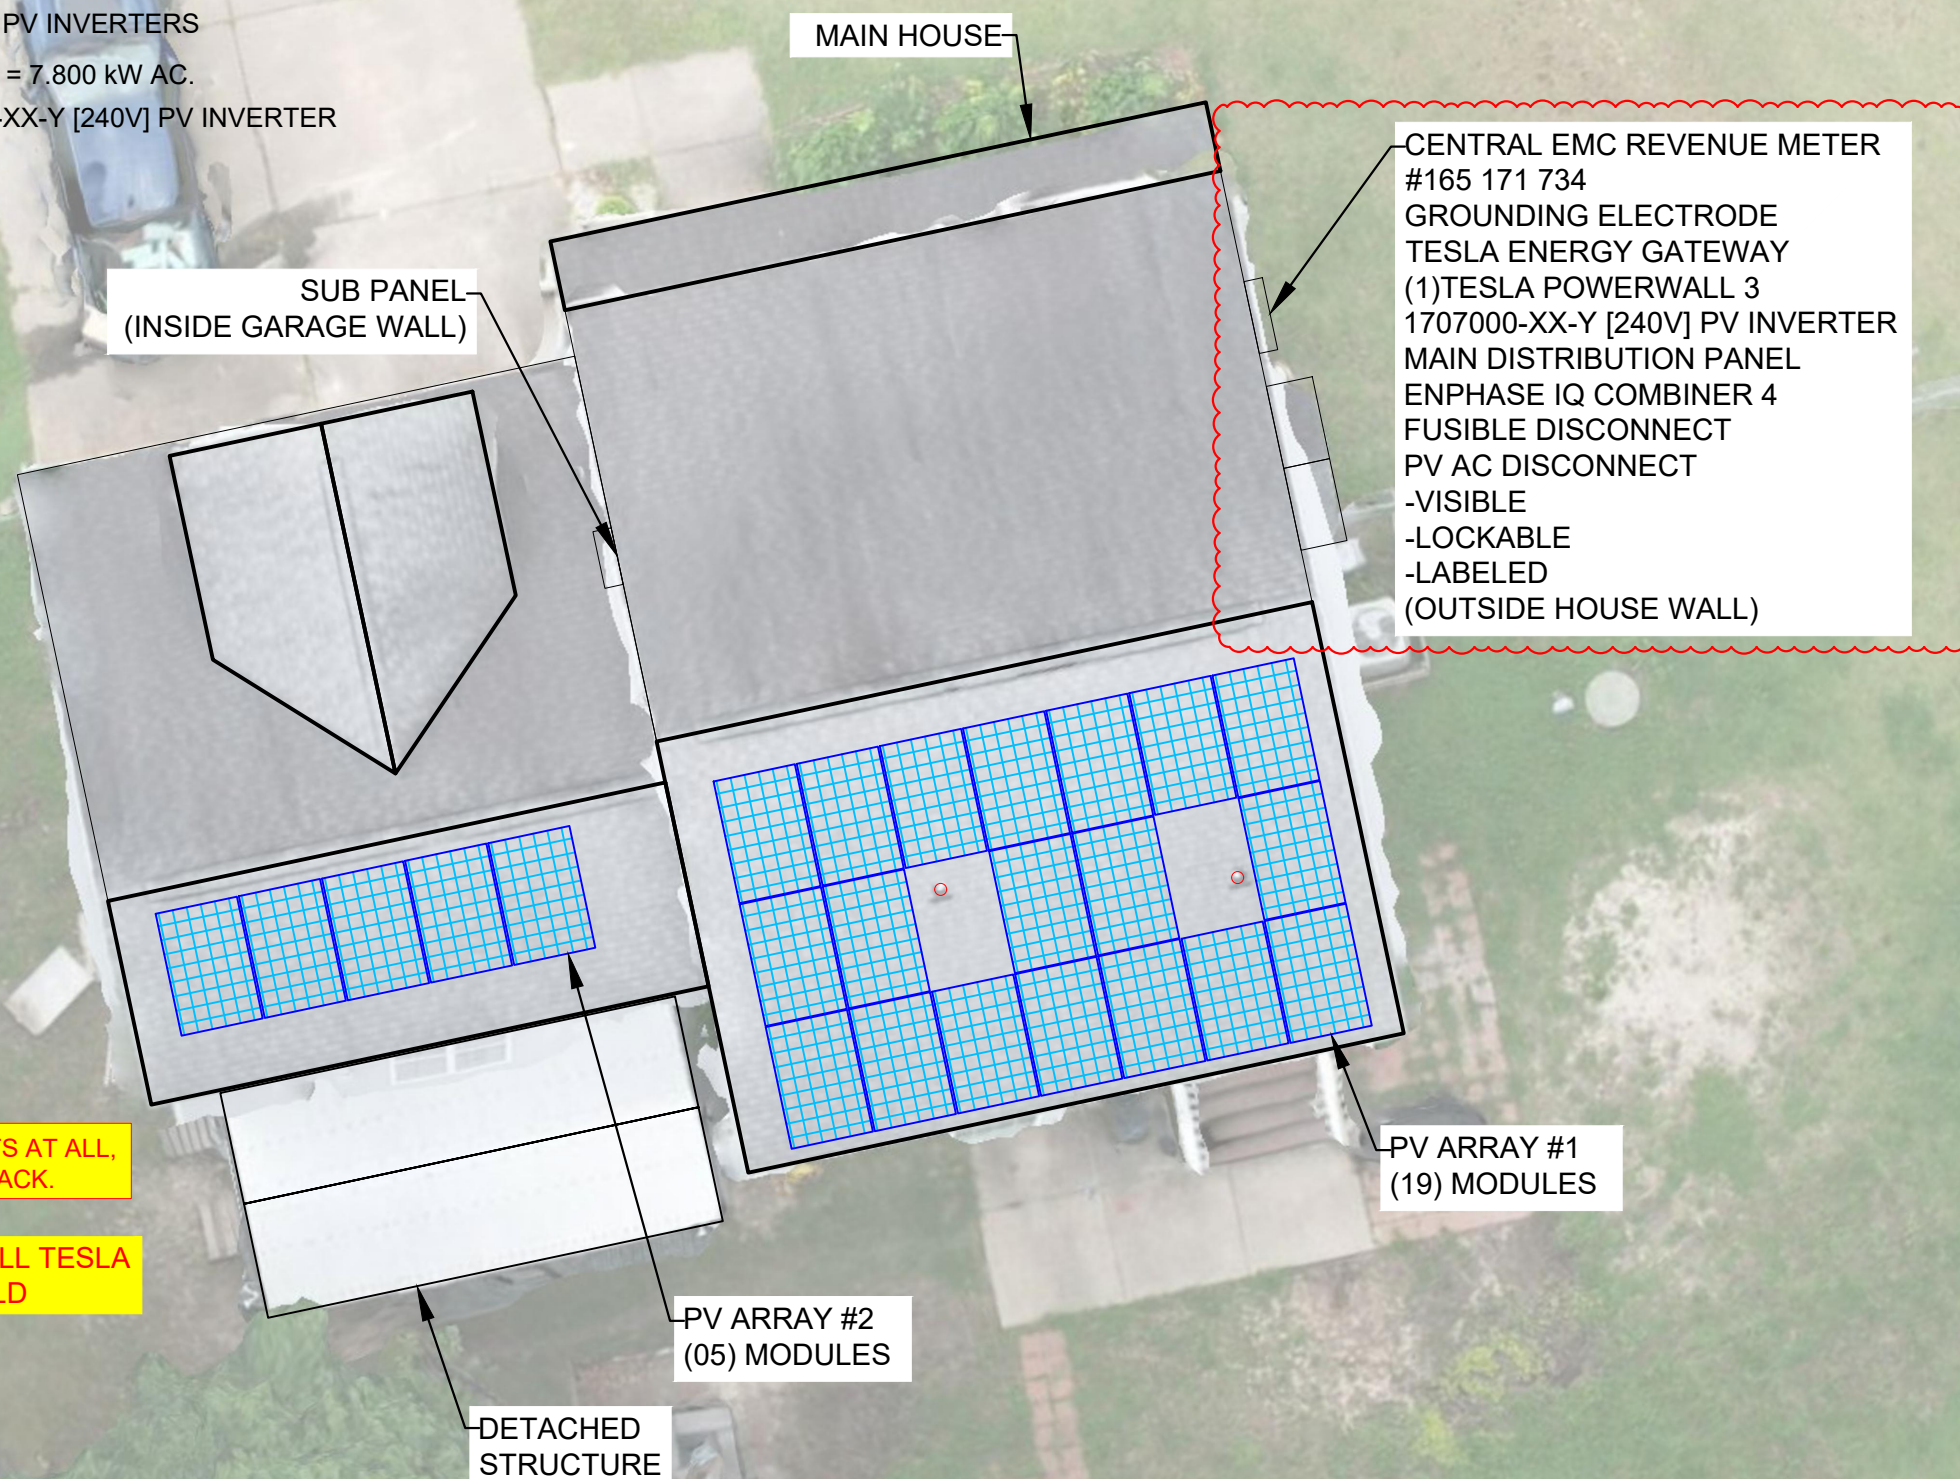 PV INVERTERS
= 7.800 kW AC.
-XX-Y [240V] PV INVERTER
MAIN HOUSE
CENTRAL EMC REVENUE METER
#165 171 734
GROUNDING ELECTRODE
TESLA ENERGY GATEWAY
(1)TESLA POWERWALL 3
1707000-XX-Y [240V] PV INVERTER
MAIN DISTRIBUTION PANEL
ENPHASE IQ COMBINER 4
FUSIBLE DISCONNECT
PV AC DISCONNECT
-VISIBLE
-LOCKABLE
-LABELED
(OUTSIDE HOUSE WALL)
SUB PANEL
(INSIDE GARAGE WALL)
TS AT ALL,
ACK.
LL TESLA
LD
PV ARRAY #1
(19) MODULES
PV ARRAY #2
(05) MODULES
DETACHED
STRUCTURE